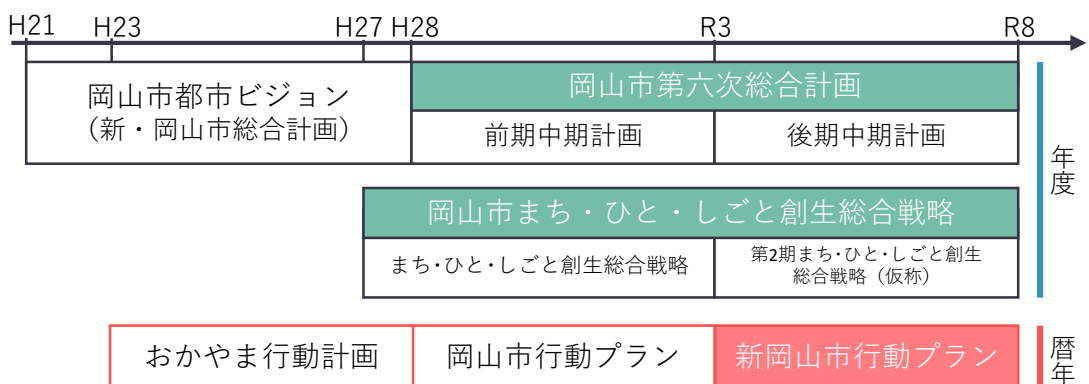 H21 H23 H27 H28 R3 R8
岡山市都市ビジョン
（新・岡山市総合計画）
岡山市第六次総合計画
前期中期計画
後期中期計画
年度
岡山市まち・ひと・しごと創生総合戦略
まち・ひと・しごと創生総合戦略
第2期まち・ひと・しごと創生
総合戦略（仮称）
おかやま行動計画
岡山市行動プラン
新岡山市行動プラン
暦年